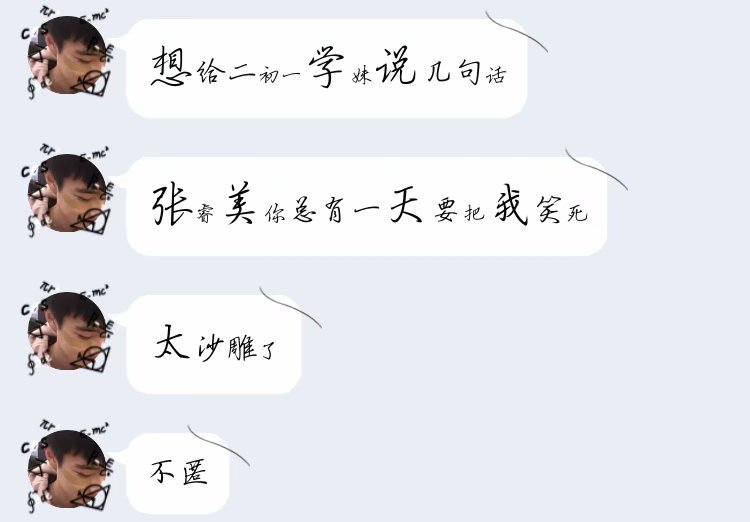 想给二初一学妹说几句话
张睿美你总有一天要把我笑死
太沙雕了
不匿